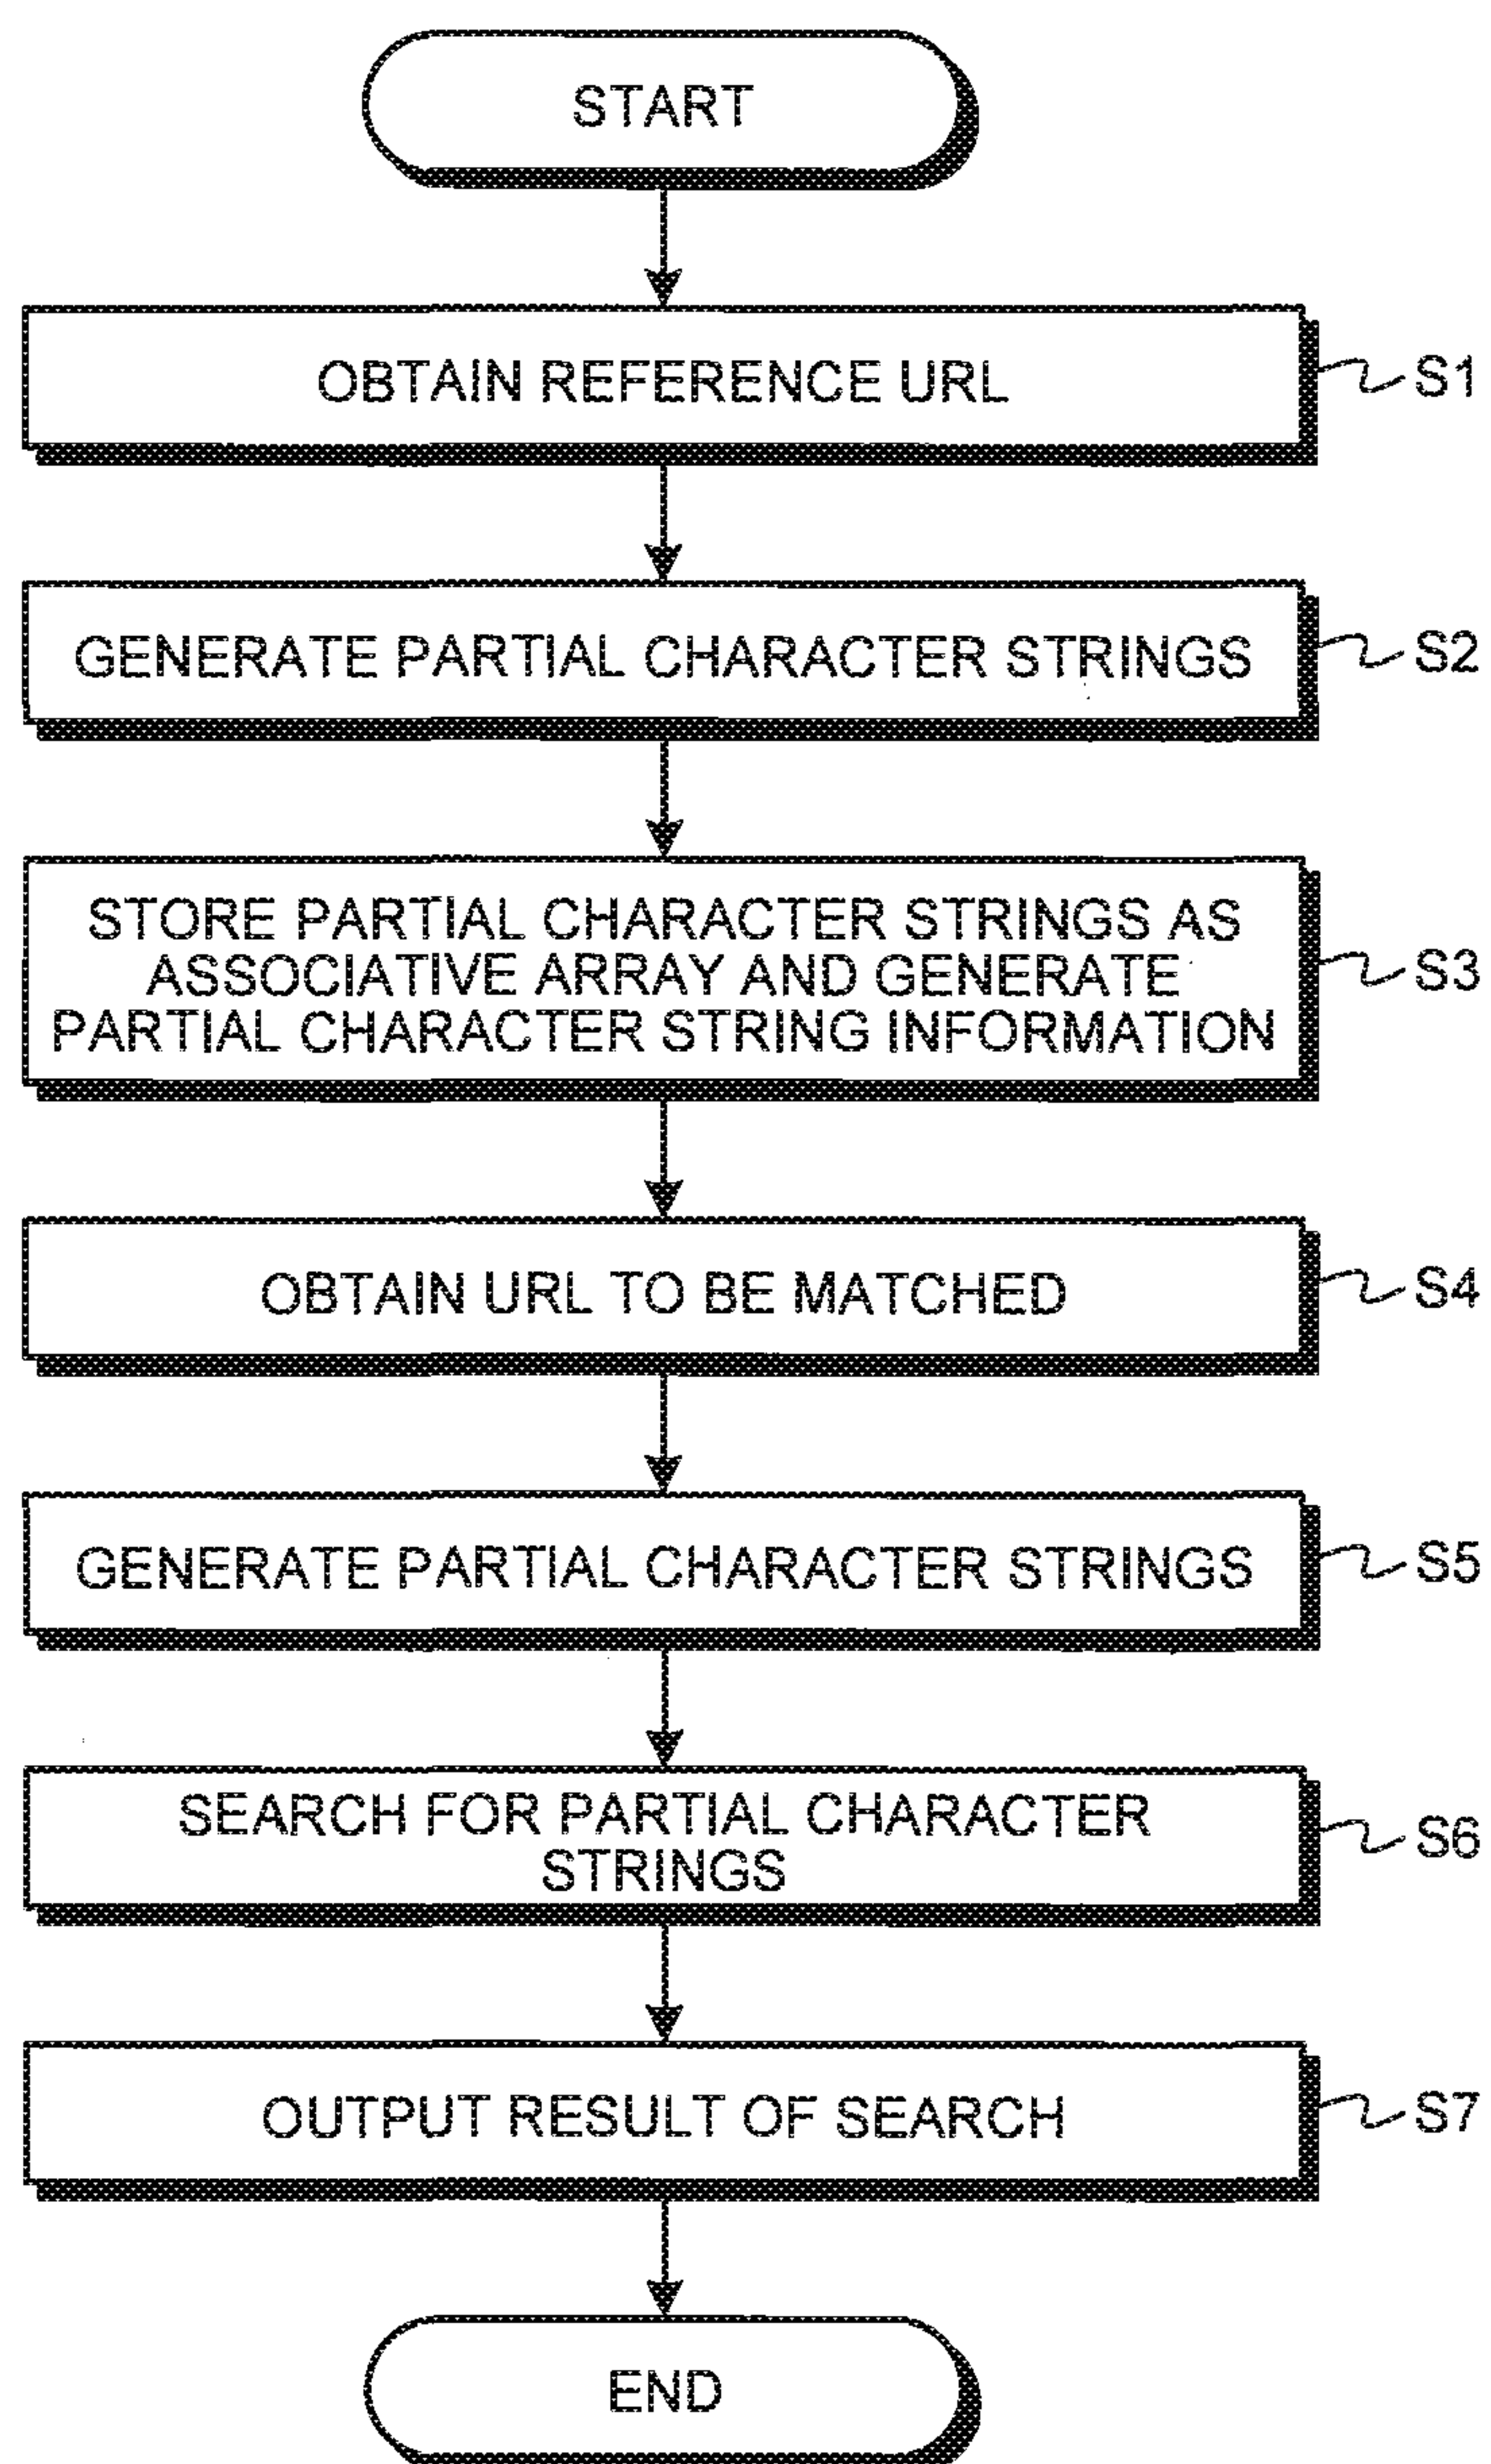 START
OBTAIN REFERENCE URL
S1
GENERATE PARTIAL CHARACTER STRINGS
S2
STORE PARTIAL CHARACTER STRINGS AS
ASSOCIATIVE ARRAY AND GENERATE
PARTIAL CHARACTER STRING INFORMATION
S3
OBTAIN URL TO BE MATCHED
S4
GENERATE PARTIAL CHARACTER STRINGS
S5
SEARCH FOR PARTIAL CHARACTER
STRINGS
S6
OUTPUT RESULT OF SEARCH
S7
END